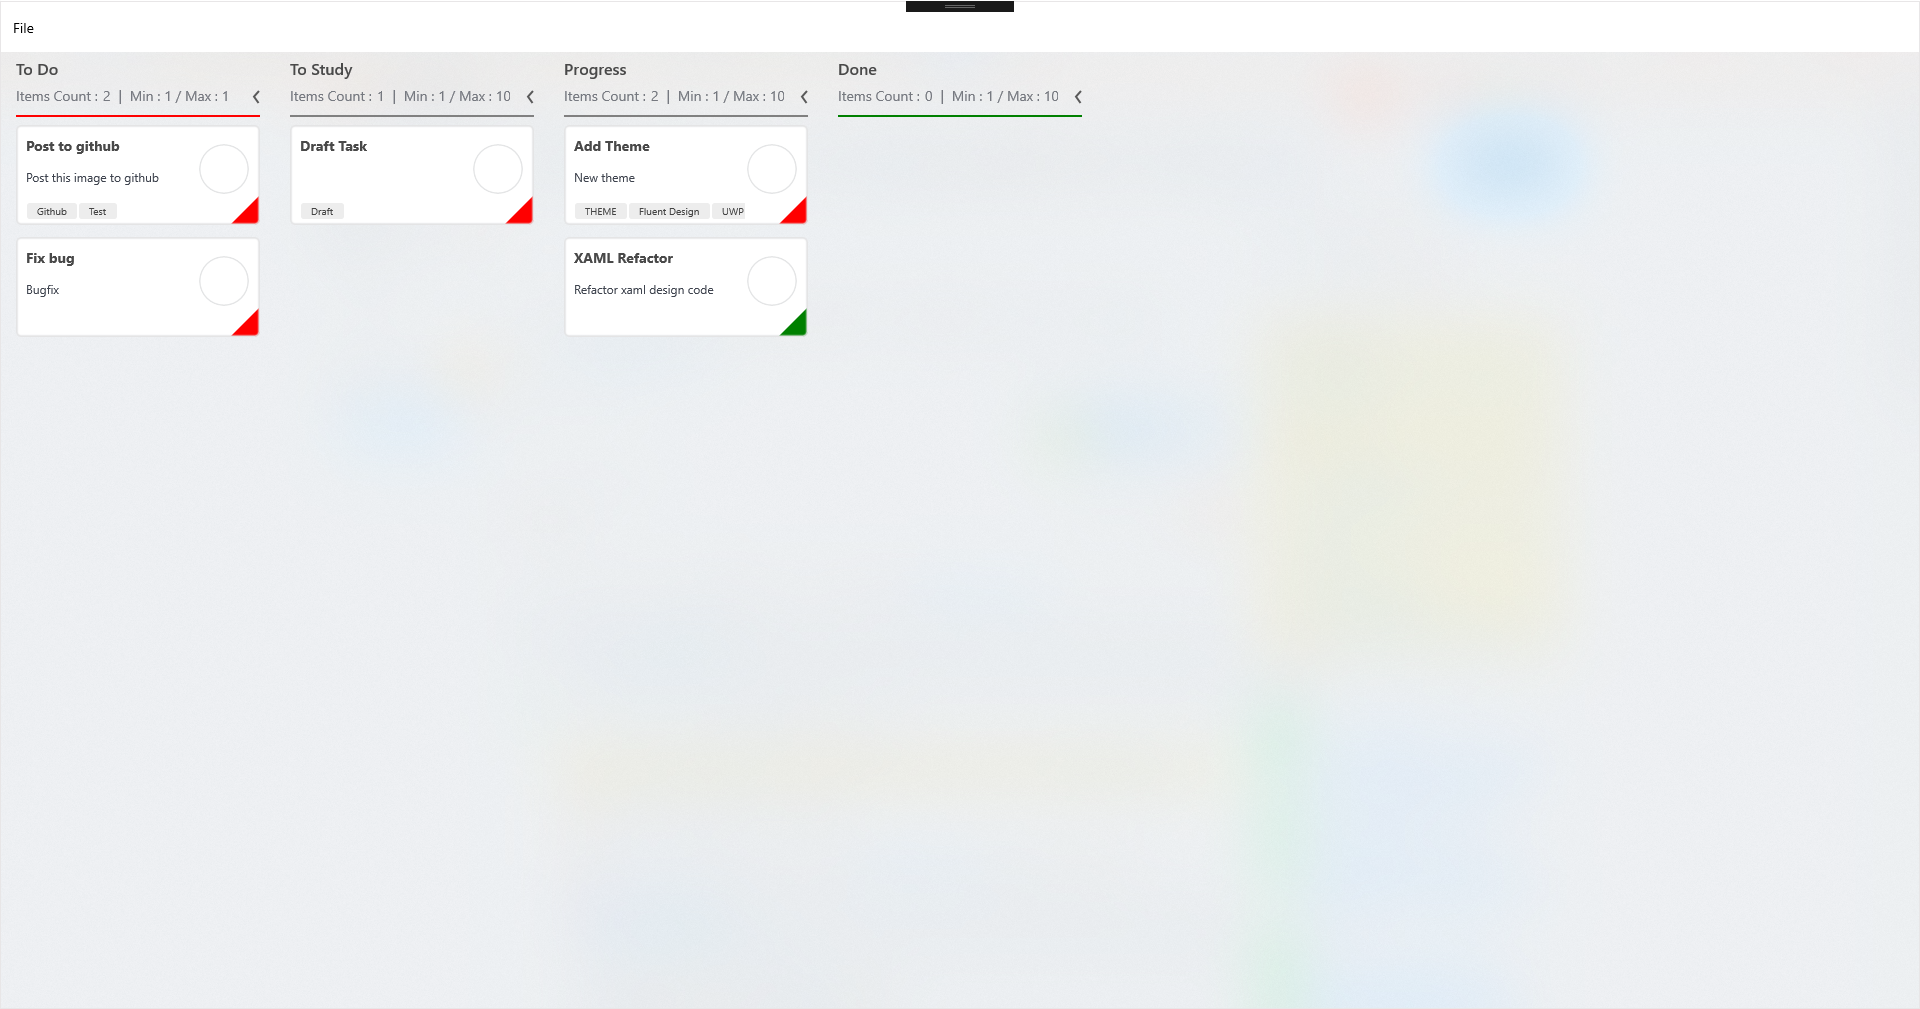 File
To Do
Items Count : 2 | Min : 1 / Max : 1
Post to github
Post this image to github
Github Test
Fix bug
Bugfix
To Study
Items Count : 1 | Min : 1 / Max : 10
Draft Task
Draft
Progress
Items Count : 2 | Min : 1 / Max : 10
Add Theme
New theme
THEME Fluent Design UWP
XAML Refactor
Refactor xaml design code
Done
Items Count : 0 | Min : 1 / Max : 10